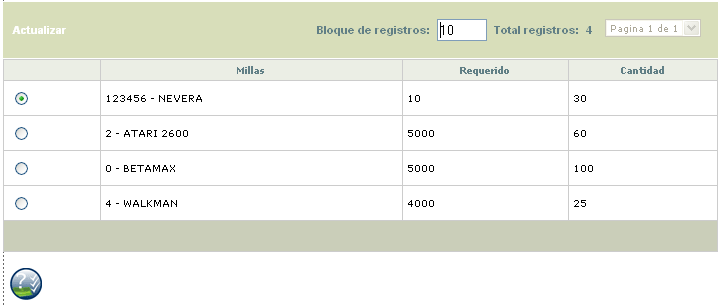 Actualizar Bloque de registros: 10 Total registros: 4 Pagina 1 de 1
Millas Requerido Cantidad
123456 - NEVERA 10 30
2 - ATARI 2600 5000 60
0 - BETAMAX 5000 100
4 - WALKMAN 4000 25